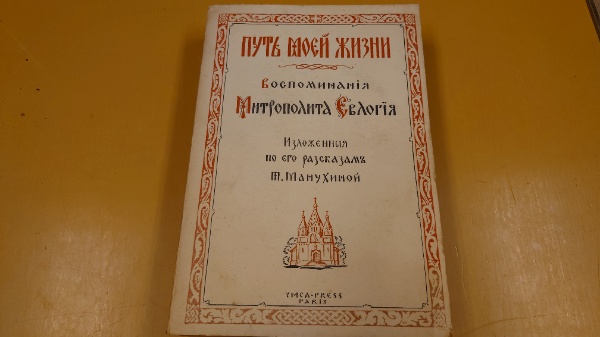 ПУТЬ МОЕЙ ЖИЗНИ
ВОСПОМИНАНІЯ
МИТРОПОЛИТА ЕВЛОГІЯ
ИЗЛОЖЕННЫЯ
ПО ЕГО РАЗСКАЗАМЪ
Т. МАНУХИНОЙ
YMCA-PRESS
PARIS